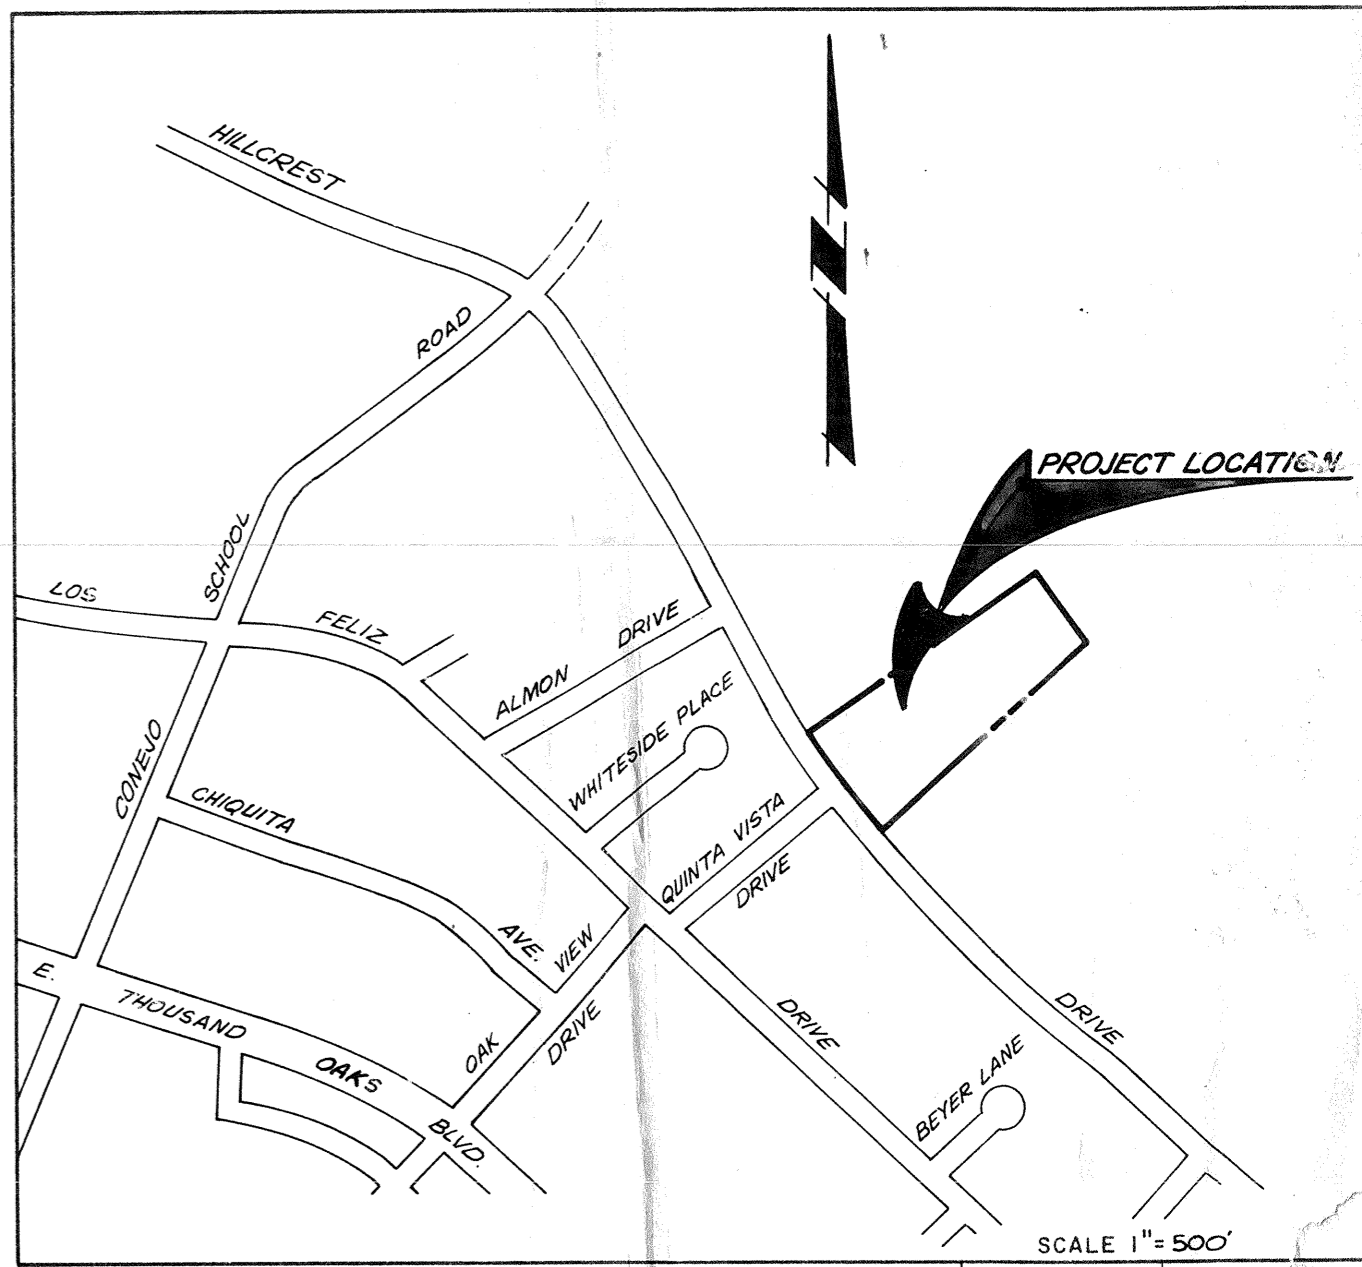 HILLCREST
ROAD
PROJECT LOCATION
SCHOOL
LOS
FELIZ
DRIVE
ALMON
WHITESIDE PLACE
CONEJO
CHIQUITA
QUINTA VISTA
DRIVE
AVE.
VIEW
E.
THOUSAND
OAKS
BLVD.
OAK
DRIVE
DRIVE
DRIVE
BEYER LANE
SCALE 1"=500'